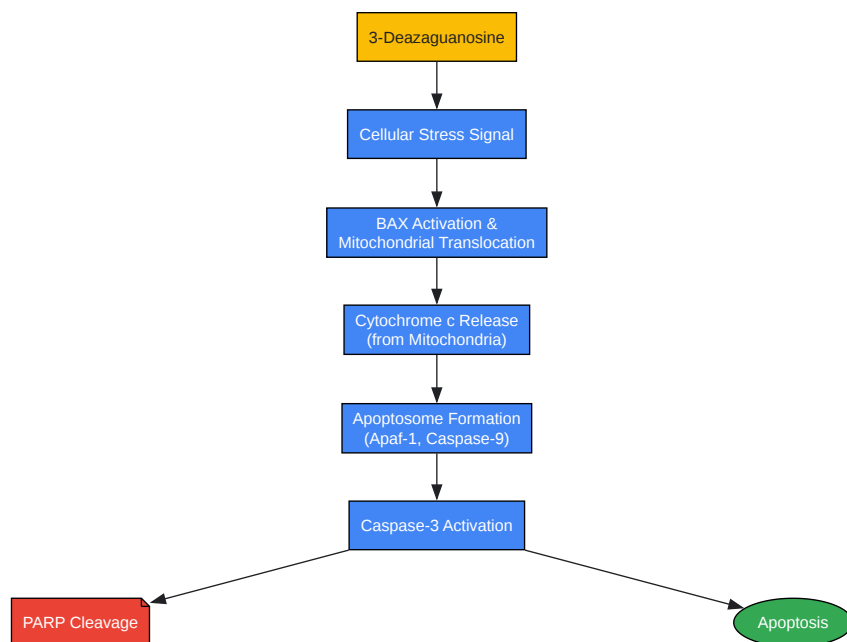 3-Deazaguanosine
Cellular Stress Signal
BAX Activation &
Mitochondrial Translocation
Cytochrome c Release
(from Mitochondria)
Apoptosome Formation
(Apaf-1, Caspase-9)
Caspase-3 Activation
PARP Cleavage
Apoptosis